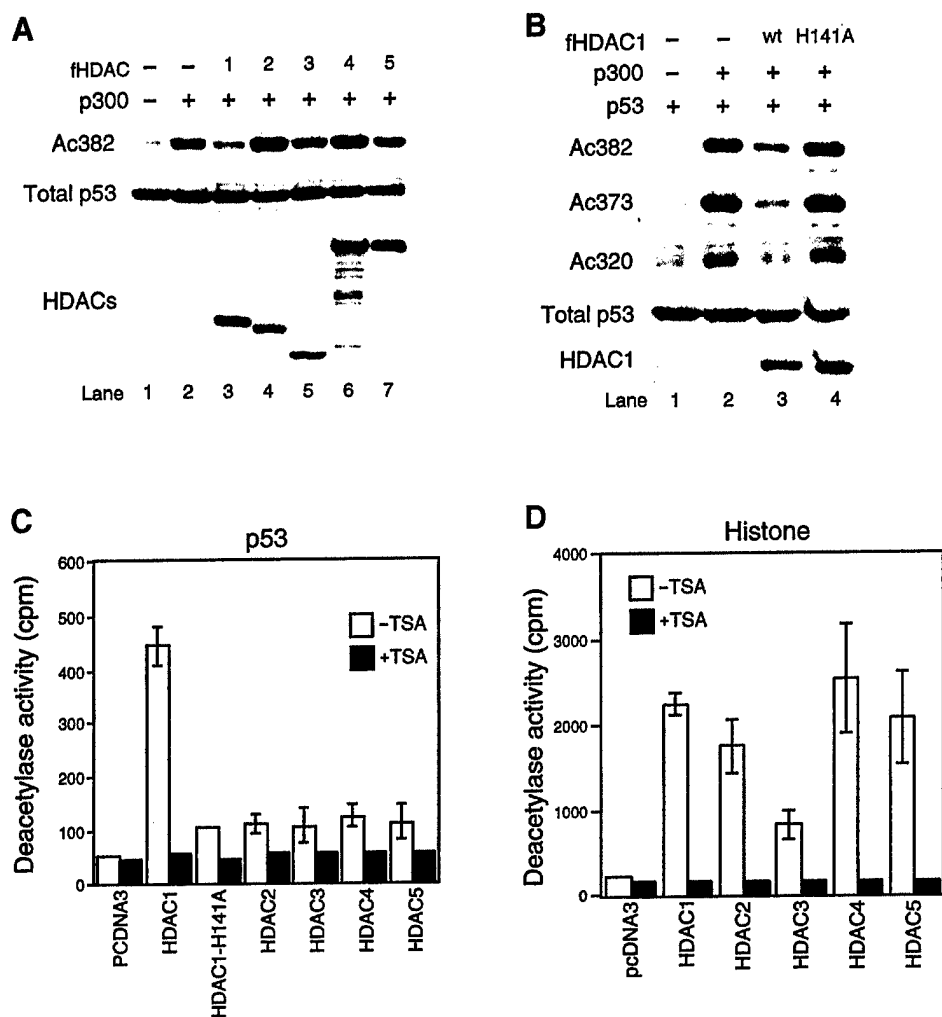 A
fHDAC – – 1 2 3 4 5
p300 – + + + + + +
Ac382
Total p53
HDACs
Lane 1 2 3 4 5 6 7
B
fHDAC1 – – wt H141A
p300 – + + +
p53 + + + +
Ac382
Ac373
Ac320
Total p53
HDAC1
Lane 1 2 3 4
C
p53
Deacetylase activity (cpm)
600
500
400
300
200
100
0
–TSA
+TSA
PCDNA3
HDAC1
HDAC1-H141A
HDAC2
HDAC3
HDAC4
HDAC5
D
Histone
Deacetylase activity (cpm)
4000
3000
2000
1000
0
–TSA
+TSA
pcDNA3
HDAC1
HDAC2
HDAC3
HDAC4
HDAC5